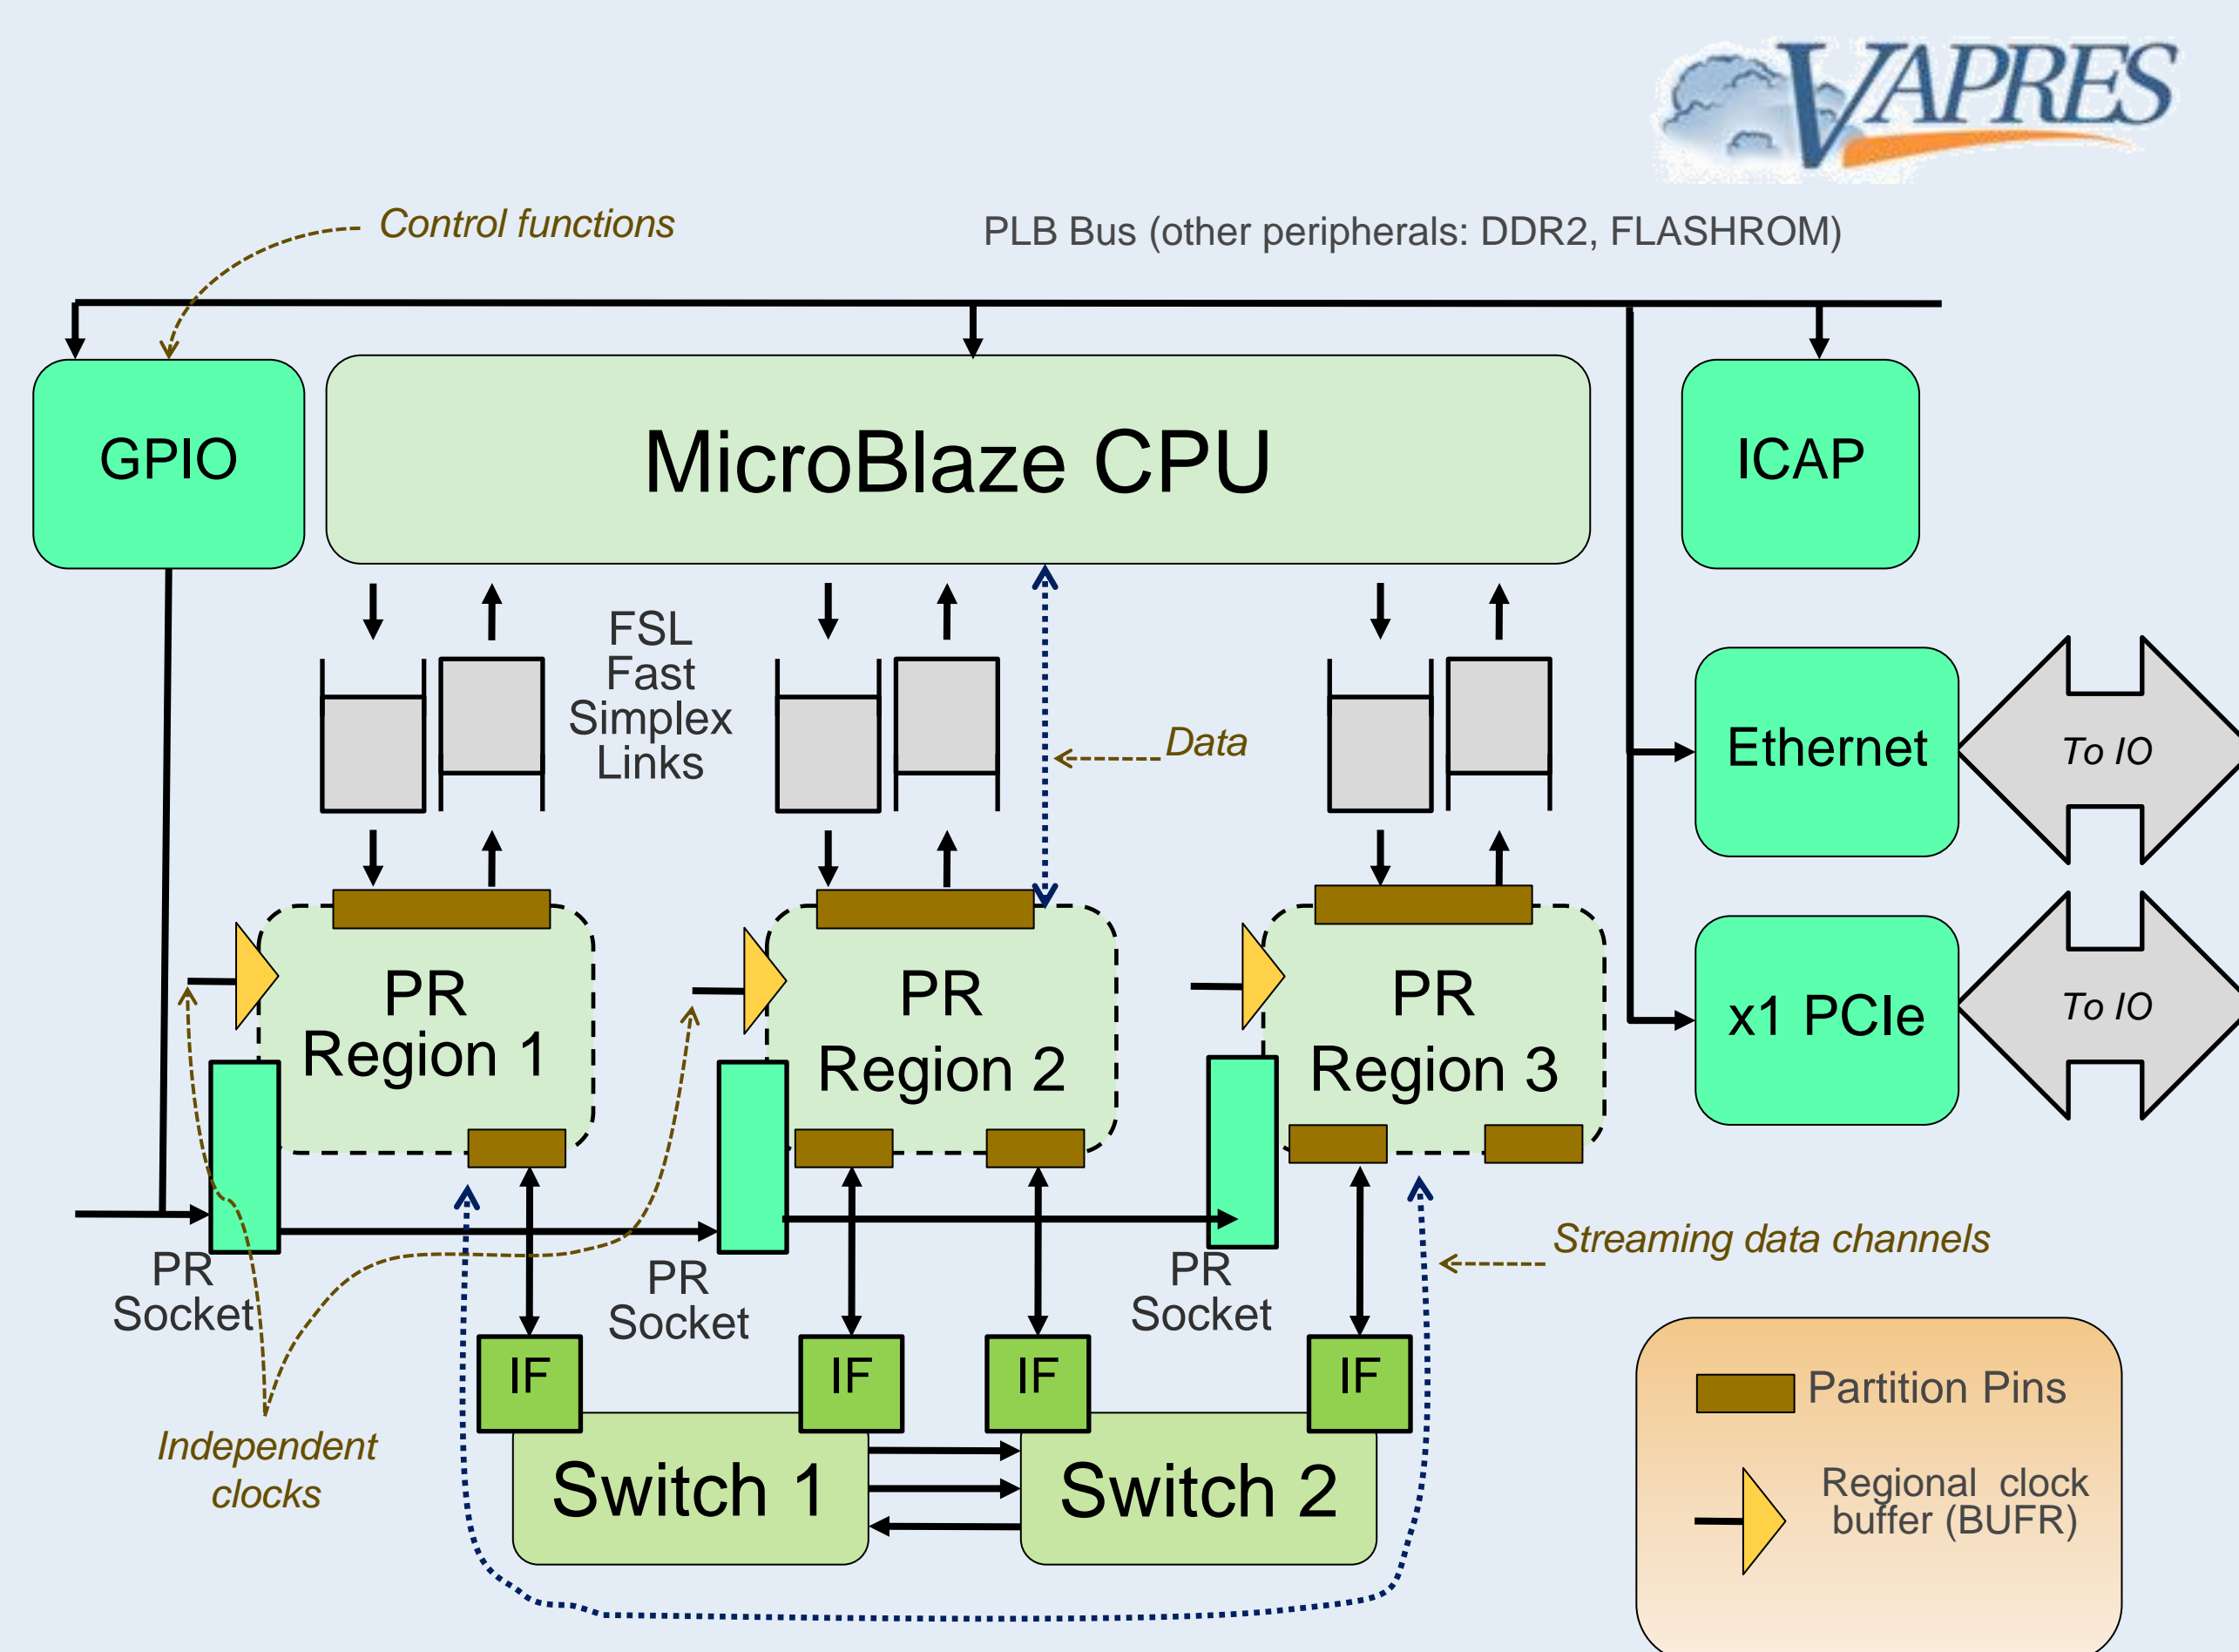 VAPRES
Control functions
PLB Bus (other peripherals: DDR2, FLASHROM)
GPIO
MicroBlaze CPU
ICAP
FSL
Fast
Simplex
Links
Data
Ethernet
To IO
PR
Region 1
PR
Region 2
PR
Region 3
x1 PCIe
To IO
PR
Socket
PR
Socket
PR
Socket
Streaming data channels
IF
IF
IF
IF
Independent
clocks
Switch 1
Switch 2
Partition Pins
Regional clock
buffer (BUFR)